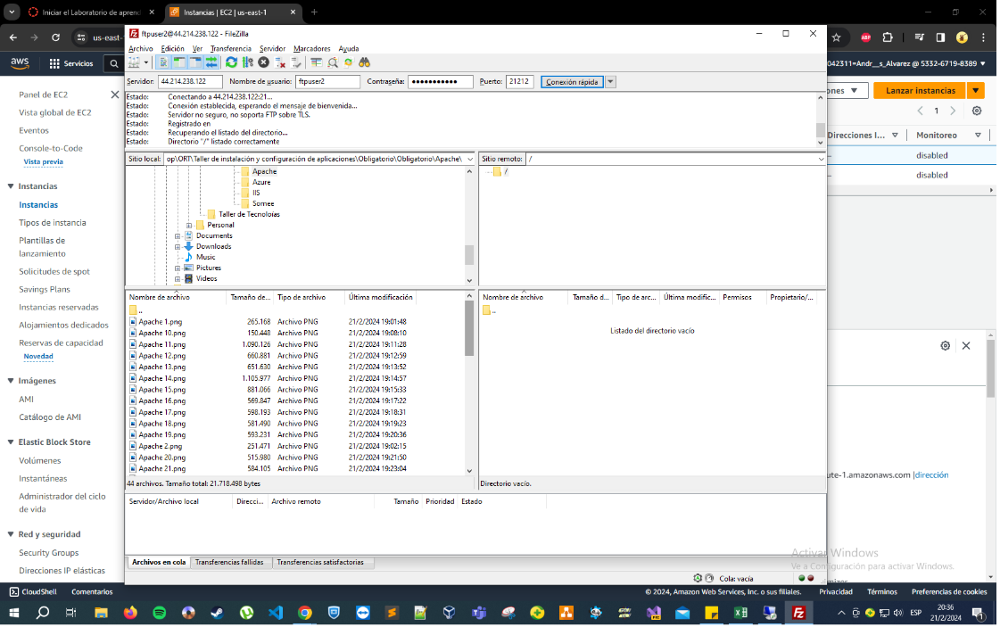 Iniciar el Laboratorio de aprend
Instancias | EC2 | us-east-1
us-east-
ABP
aws
Servicios
042311=Andr__s_Alvarez @ 5332-6719-8389
Panel de EC2
Vista global de EC2
Eventos
Console-to-Code
Vista previa
Instancias
Instancias
Tipos de instancia
Plantillas de
lanzamiento
Solicitudes de spot
Savings Plans
Instancias reservadas
Alojamientos dedicados
Reservas de capacidad
Novedad
Imágenes
AMI
Catálogo de AMI
Elastic Block Store
Volúmenes
Instantáneas
Administrador del ciclo
de vida
Red y seguridad
Security Groups
Direcciones IP elásticas
ftpuser2@44.214.238.122 - FileZilla
Archivo Edición Ver Transferencia Servidor Marcadores Ayuda
Servidor: 44.214.238.122 Nombre de usuario: ftpuser2 Contraseña: ●●●●●●●●●●● Puerto: 21212 Conexión rápida
Estado: Conectando a 44.214.238.122:21...
Estado: Conexión establecida, esperando el mensaje de bienvenida...
Estado: Servidor no seguro, no soporta FTP sobre TLS.
Estado: Registrado en
Estado: Recuperando el listado del directorio...
Estado: Directorio "/" listado correctamente
Sitio local: op\ORT\Taller de instalación y configuración de aplicaciones\Obligatorio\Obligatorio\Apache\
Apache
Azure
IIS
Somee
Taller de Tecnologías
Personal
Documents
Downloads
Music
Pictures
Videos
Sitio remoto: /
/
Nombre de archivo Tamaño de... Tipo de archivo Última modificación
..
Apache 1.png 265.168 Archivo PNG 21/2/2024 19:01:48
Apache 10.png 150.448 Archivo PNG 21/2/2024 19:08:10
Apache 11.png 1.090.126 Archivo PNG 21/2/2024 19:11:28
Apache 12.png 660.881 Archivo PNG 21/2/2024 19:12:59
Apache 13.png 651.630 Archivo PNG 21/2/2024 19:13:52
Apache 14.png 1.105.977 Archivo PNG 21/2/2024 19:14:57
Apache 15.png 881.066 Archivo PNG 21/2/2024 19:15:33
Apache 16.png 569.847 Archivo PNG 21/2/2024 19:17:22
Apache 17.png 598.193 Archivo PNG 21/2/2024 19:18:31
Apache 18.png 581.490 Archivo PNG 21/2/2024 19:19:23
Apache 19.png 593.231 Archivo PNG 21/2/2024 19:20:36
Apache 2.png 251.471 Archivo PNG 21/2/2024 19:02:15
Apache 20.png 515.980 Archivo PNG 21/2/2024 19:21:50
Apache 21.png 584.105 Archivo PNG 21/2/2024 19:23:04
44 archivos. Tamaño total: 21.718.498 bytes
Nombre de archivo Tamaño d... Tipo de arc... Última modific... Permisos Propietario/...
..
Listado del directorio vacío
Directorio vacío.
Servidor/Archivo local Direcci... Archivo remoto Tamaño Prioridad Estado
Archivos en cola Transferencias fallidas Transferencias satisfactorias
Cola: vacía
ones
Lanzar instancias
1
Direcciones I... Monitoreo
– disabled
– disabled
ute-1.amazonaws.com |dirección
Activar Windows
Ve a Configuración para activar Windows.
CloudShell Comentarios
© 2024, Amazon Web Services, Inc. o sus filiales. Privacidad Términos Preferencias de cookies
ESP
20:36
21/2/2024
1